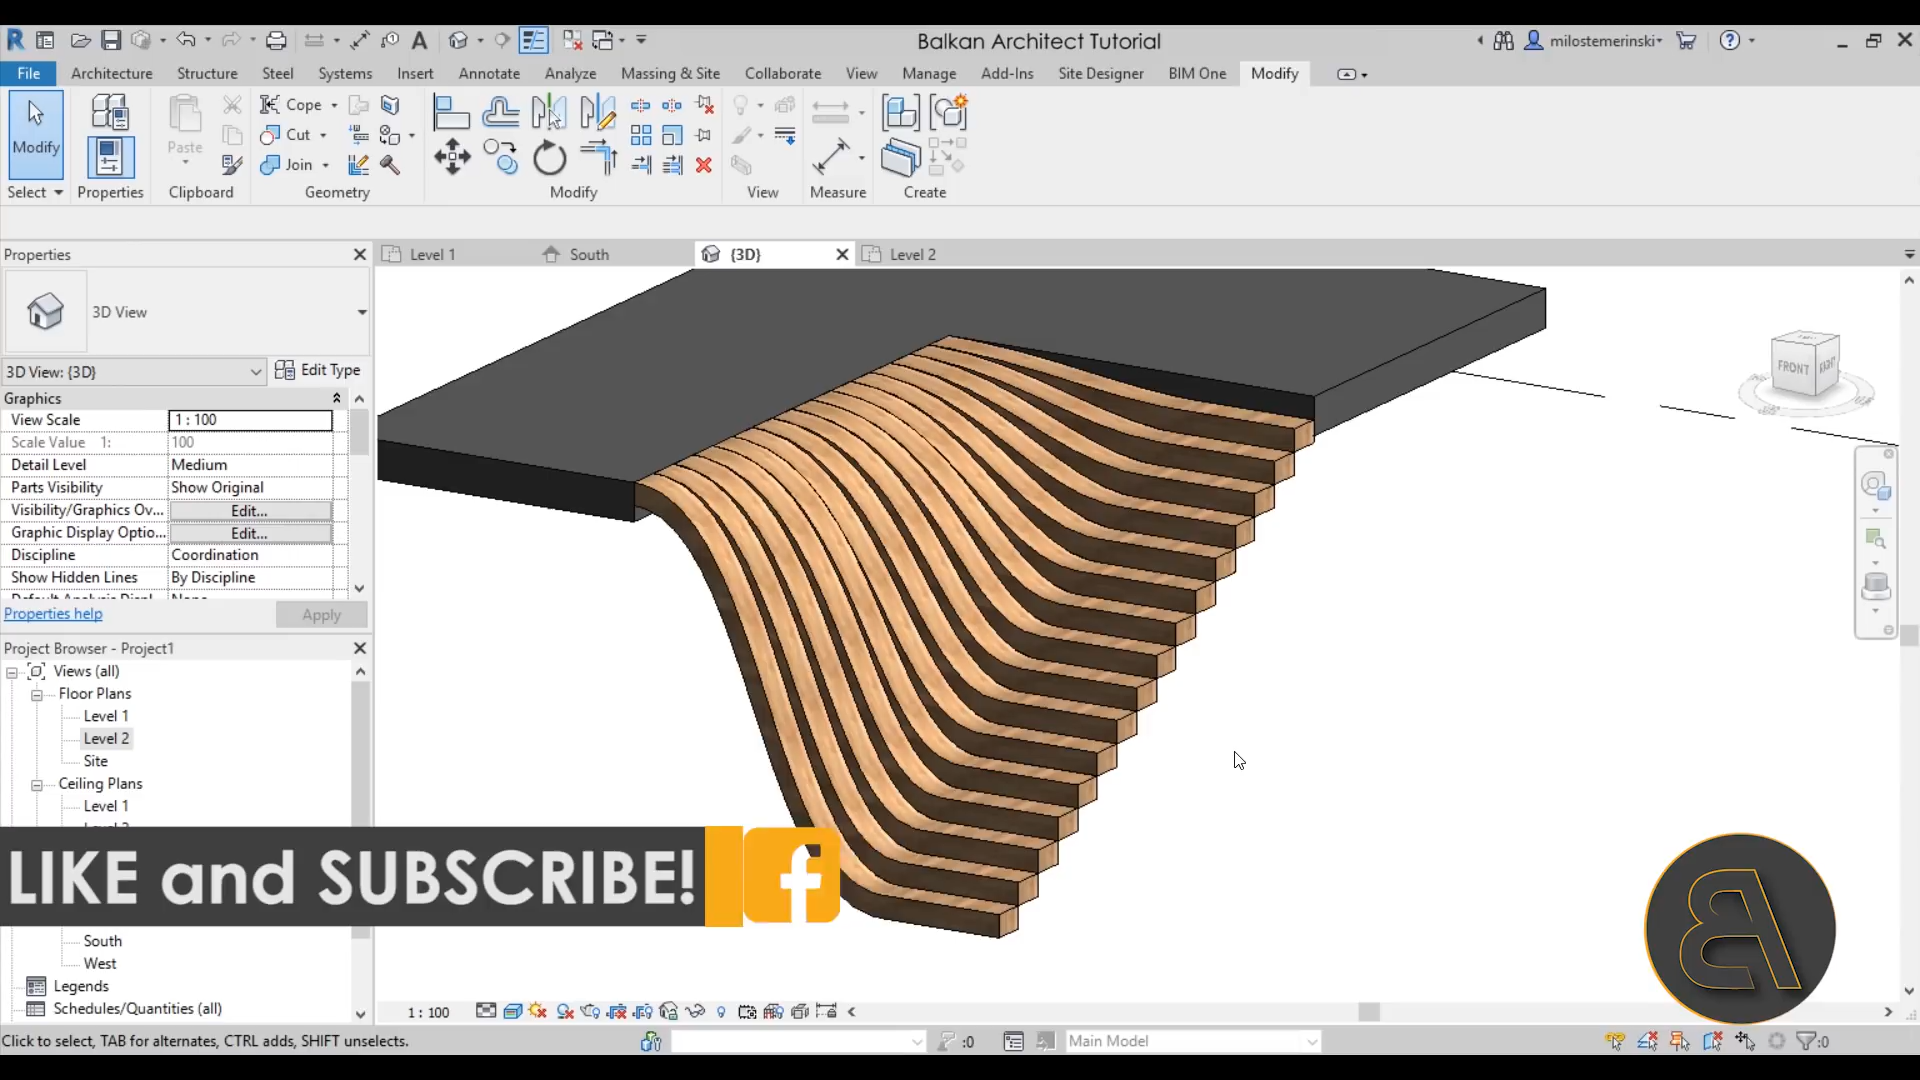 Balkan Architect Tutorial
milostemerinski
File Architecture Structure Steel Systems Insert Annotate Analyze Massing & Site Collaborate View Manage Add-Ins Site Designer BIM One Modify
Cope
Cut
Join
Modify
Paste
Select Properties Clipboard Geometry Modify View Measure Create
Properties
Level 1
South
{3D}
Level 2
3D View
3D View: {3D}
Edit Type
Graphics
View Scale 1 : 100
Scale Value 1: 100
Detail Level Medium
Parts Visibility Show Original
Visibility/Graphics Ov... Edit...
Graphic Display Optio... Edit...
Discipline Coordination
Show Hidden Lines By Discipline
Properties help
Apply
FRONT
RIGHT
Project Browser - Project1
Views (all)
Floor Plans
Level 1
Level 2
Site
Ceiling Plans
Level 1
LIKE and SUBSCRIBE!
South
West
Legends
Schedules/Quantities (all)
1 : 100
Click to select, TAB for alternates, CTRL adds, SHIFT unselects.
:0
Main Model
:0